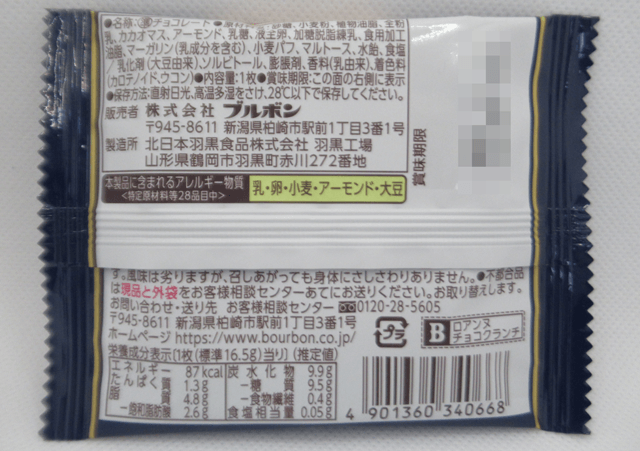 ●名称:準チョコレート●原材料名:砂糖、小麦粉、植物油脂、全粉
乳、カカオマス、アーモンド、乳糖、液全卵、加糖脱脂練乳、食用加工
油脂、マーガリン(乳成分を含む)、小麦パフ、マルトース、水飴、食塩
/乳化剤(大豆由来)、ソルビトール、膨脹剤、香料(乳由来)、着色料
(カロテノイド、ウコン)●内容量:1枚●賞味期限:この面の右側に表示
●保存方法:直射日光、高温多湿をさけ、28℃以下で保存してください。
販売者 株式会社 ブルボン
〒945-8611 新潟県柏崎市駅前1丁目3番1号
製造所 北日本羽黒食品株式会社 羽黒工場
山形県鶴岡市羽黒町赤川272番地
賞味期限
本製品に含まれるアレルギー物質
<特定原材料等28品目中>
乳・卵・小麦・アーモンド・大豆
す。風味は劣りますが、召しあがっても身体にさしさわりありません。●不都合品
は現品と外袋をお客様相談センターあてにお送りください。お取り替えします。
お問い合わせ・送り先 お客様相談センター 0120-28-5605
〒945-8611 新潟県柏崎市駅前1丁目3番1号
ホームページ https://www.bourbon.co.jp/
プラ
B ロアンヌ
チョコクランチ
栄養成分表示(1枚(標準16.5g)当り)(推定値)
エネルギー 87kcal 炭水化物 9.9g
たんぱく質 1.3g −糖質 9.5g
脂質 4.8g −食物繊維 0.4g
−飽和脂肪酸 2.6g 食塩相当量 0.05g
4 901360 340668